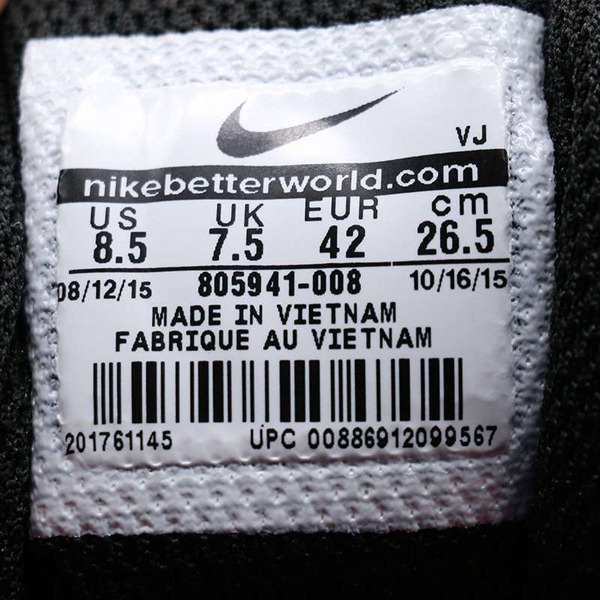 VJ
nikebetterworld.com
US UK EUR cm
8.5 7.5 42 26.5
08/12/15 805941-008 10/16/15
MADE IN VIETNAM
FABRIQUE AU VIETNAM
201761145 UPC 00886912099567